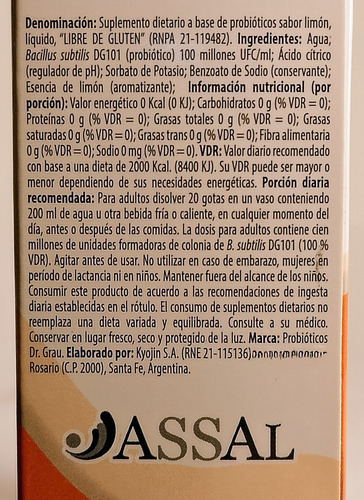 Denominación: Suplemento dietario a base de probióticos sabor limón,
líquido, "LIBRE DE GLUTEN" (RNPA 21-119482). Ingredientes: Agua;
Bacillus subtilis DG101 (probiótico) 100 millones UFC/ml; Ácido cítrico
(regulador de pH); Sorbato de Potasio; Benzoato de Sodio (conservante);
Esencia de limón (aromatizante); Información nutricional (por
porción): Valor energético 0 Kcal (0 KJ); Carbohidratos 0 g (% VDR = 0);
Proteínas 0 g (% VDR = 0); Grasas totales 0 g (% VDR = 0); Grasas
saturadas 0 g (% VDR = 0); Grasas trans 0 g (% VDR = 0); Fibra alimentaria
0 g (% VDR = 0); Sodio 0 mg (% VDR = 0). VDR: Valor diario recomendado
con base a una dieta de 2000 Kcal. (8400 KJ). Su VDR puede ser mayor o
menor dependiendo de sus necesidades energéticas. Porción diaria
recomendada: Para adultos disolver 20 gotas en un vaso conteniendo
200 ml de agua u otra bebida fría o caliente, en cualquier momento del
día, antes o después de las comidas. La dosis para adultos contiene cien
millones de unidades formadoras de colonia de B. subtilis DG101 (100 %
VDR). Agitar antes de usar. No utilizar en caso de embarazo, mujeres en
período de lactancia ni en niños. Mantener fuera del alcance de los niños.
Consumir este producto de acuerdo a las recomendaciones de ingesta
diaria establecidas en el rótulo. El consumo de suplementos dietarios no
reemplaza una dieta variada y equilibrada. Consulte a su médico.
Conservar en lugar fresco, seco y protegido de la luz. Marca: Probióticos
Dr. Grau. Elaborado por: Kyojin S.A. (RNE 21-115136)
Rosario (C.P. 2000), Santa Fe, Argentina.
ASSAL